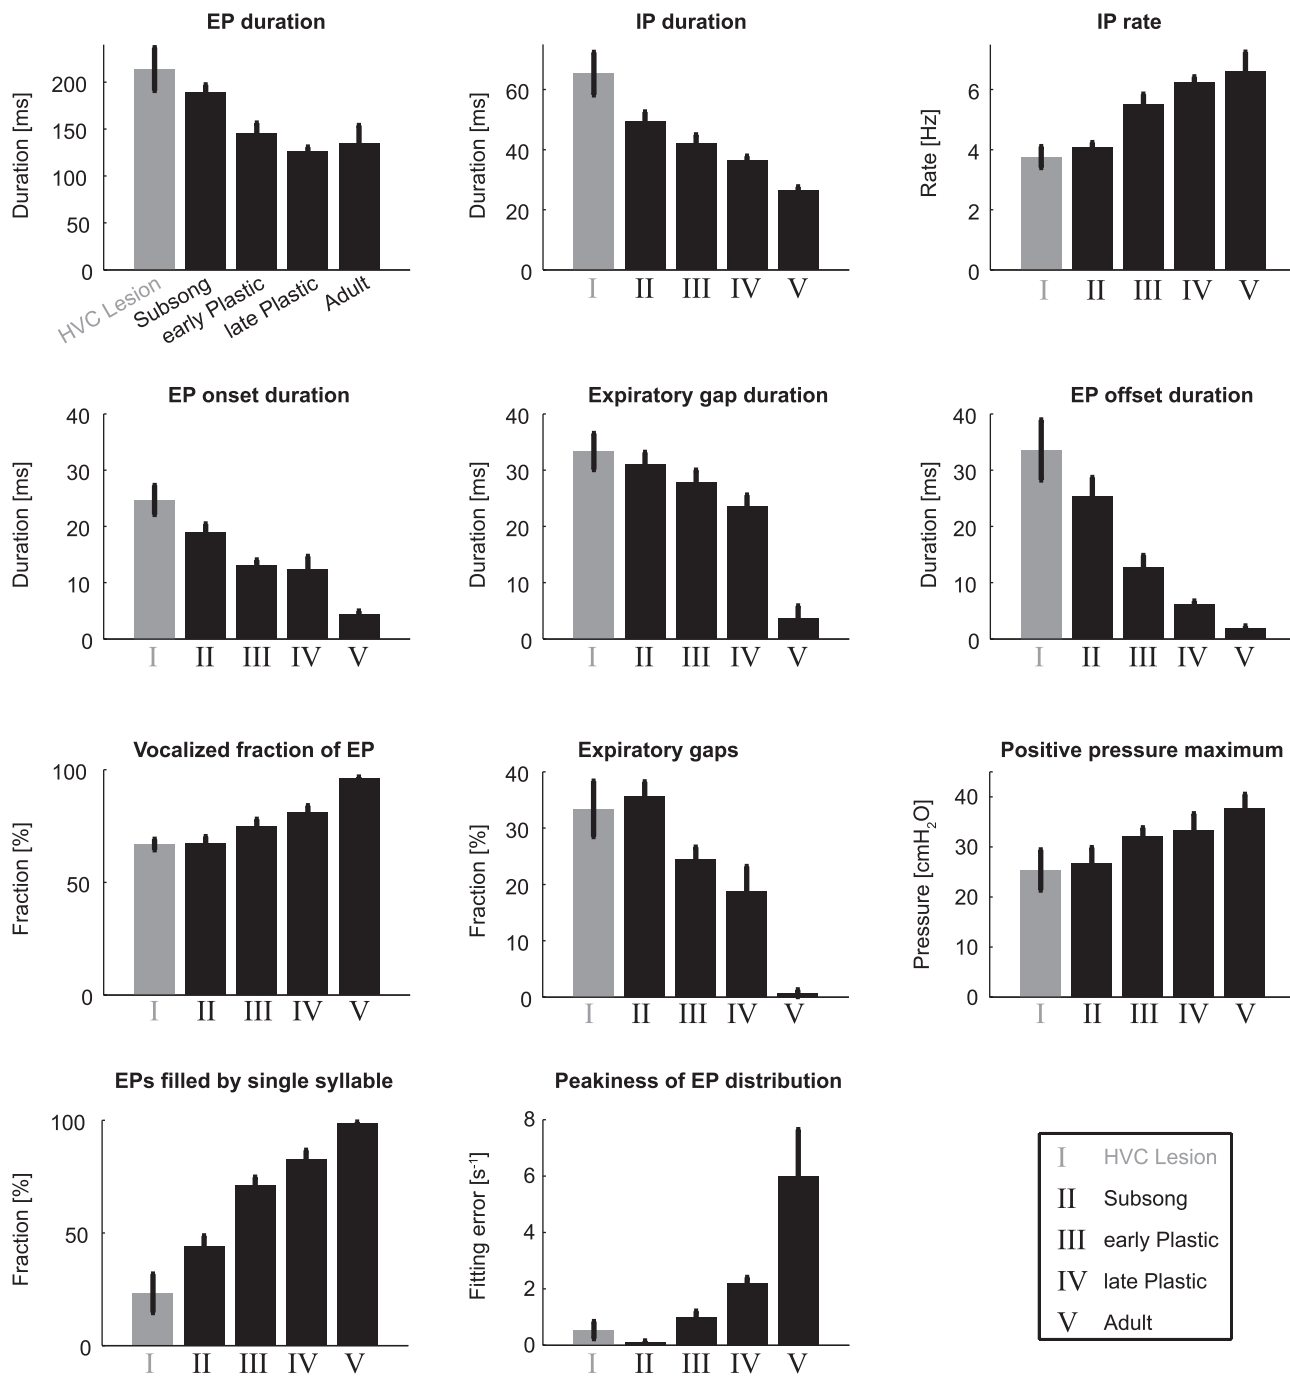 EP duration
IP duration
IP rate
Duration [ms]
200
150
100
50
0
HVC Lesion
Subsong
early Plastic
late Plastic
Adult
Duration [ms]
60
40
20
0
I II III IV V
Rate [Hz]
6
4
2
0
I II III IV V
EP onset duration
Expiratory gap duration
EP offset duration
Duration [ms]
40
30
20
10
0
I II III IV V
Duration [ms]
40
30
20
10
0
I II III IV V
Duration [ms]
40
30
20
10
0
I II III IV V
Vocalized fraction of EP
Expiratory gaps
Positive pressure maximum
Fraction [%]
100
50
0
I II III IV V
Fraction [%]
40
30
20
10
0
I II III IV V
Pressure [cmH₂O]
40
30
20
10
0
I II III IV V
EPs filled by single syllable
Peakiness of EP distribution
Fraction [%]
100
50
0
I II III IV V
Fitting error [s⁻¹]
8
6
4
2
0
I II III IV V
I HVC Lesion
II Subsong
III early Plastic
IV late Plastic
V Adult